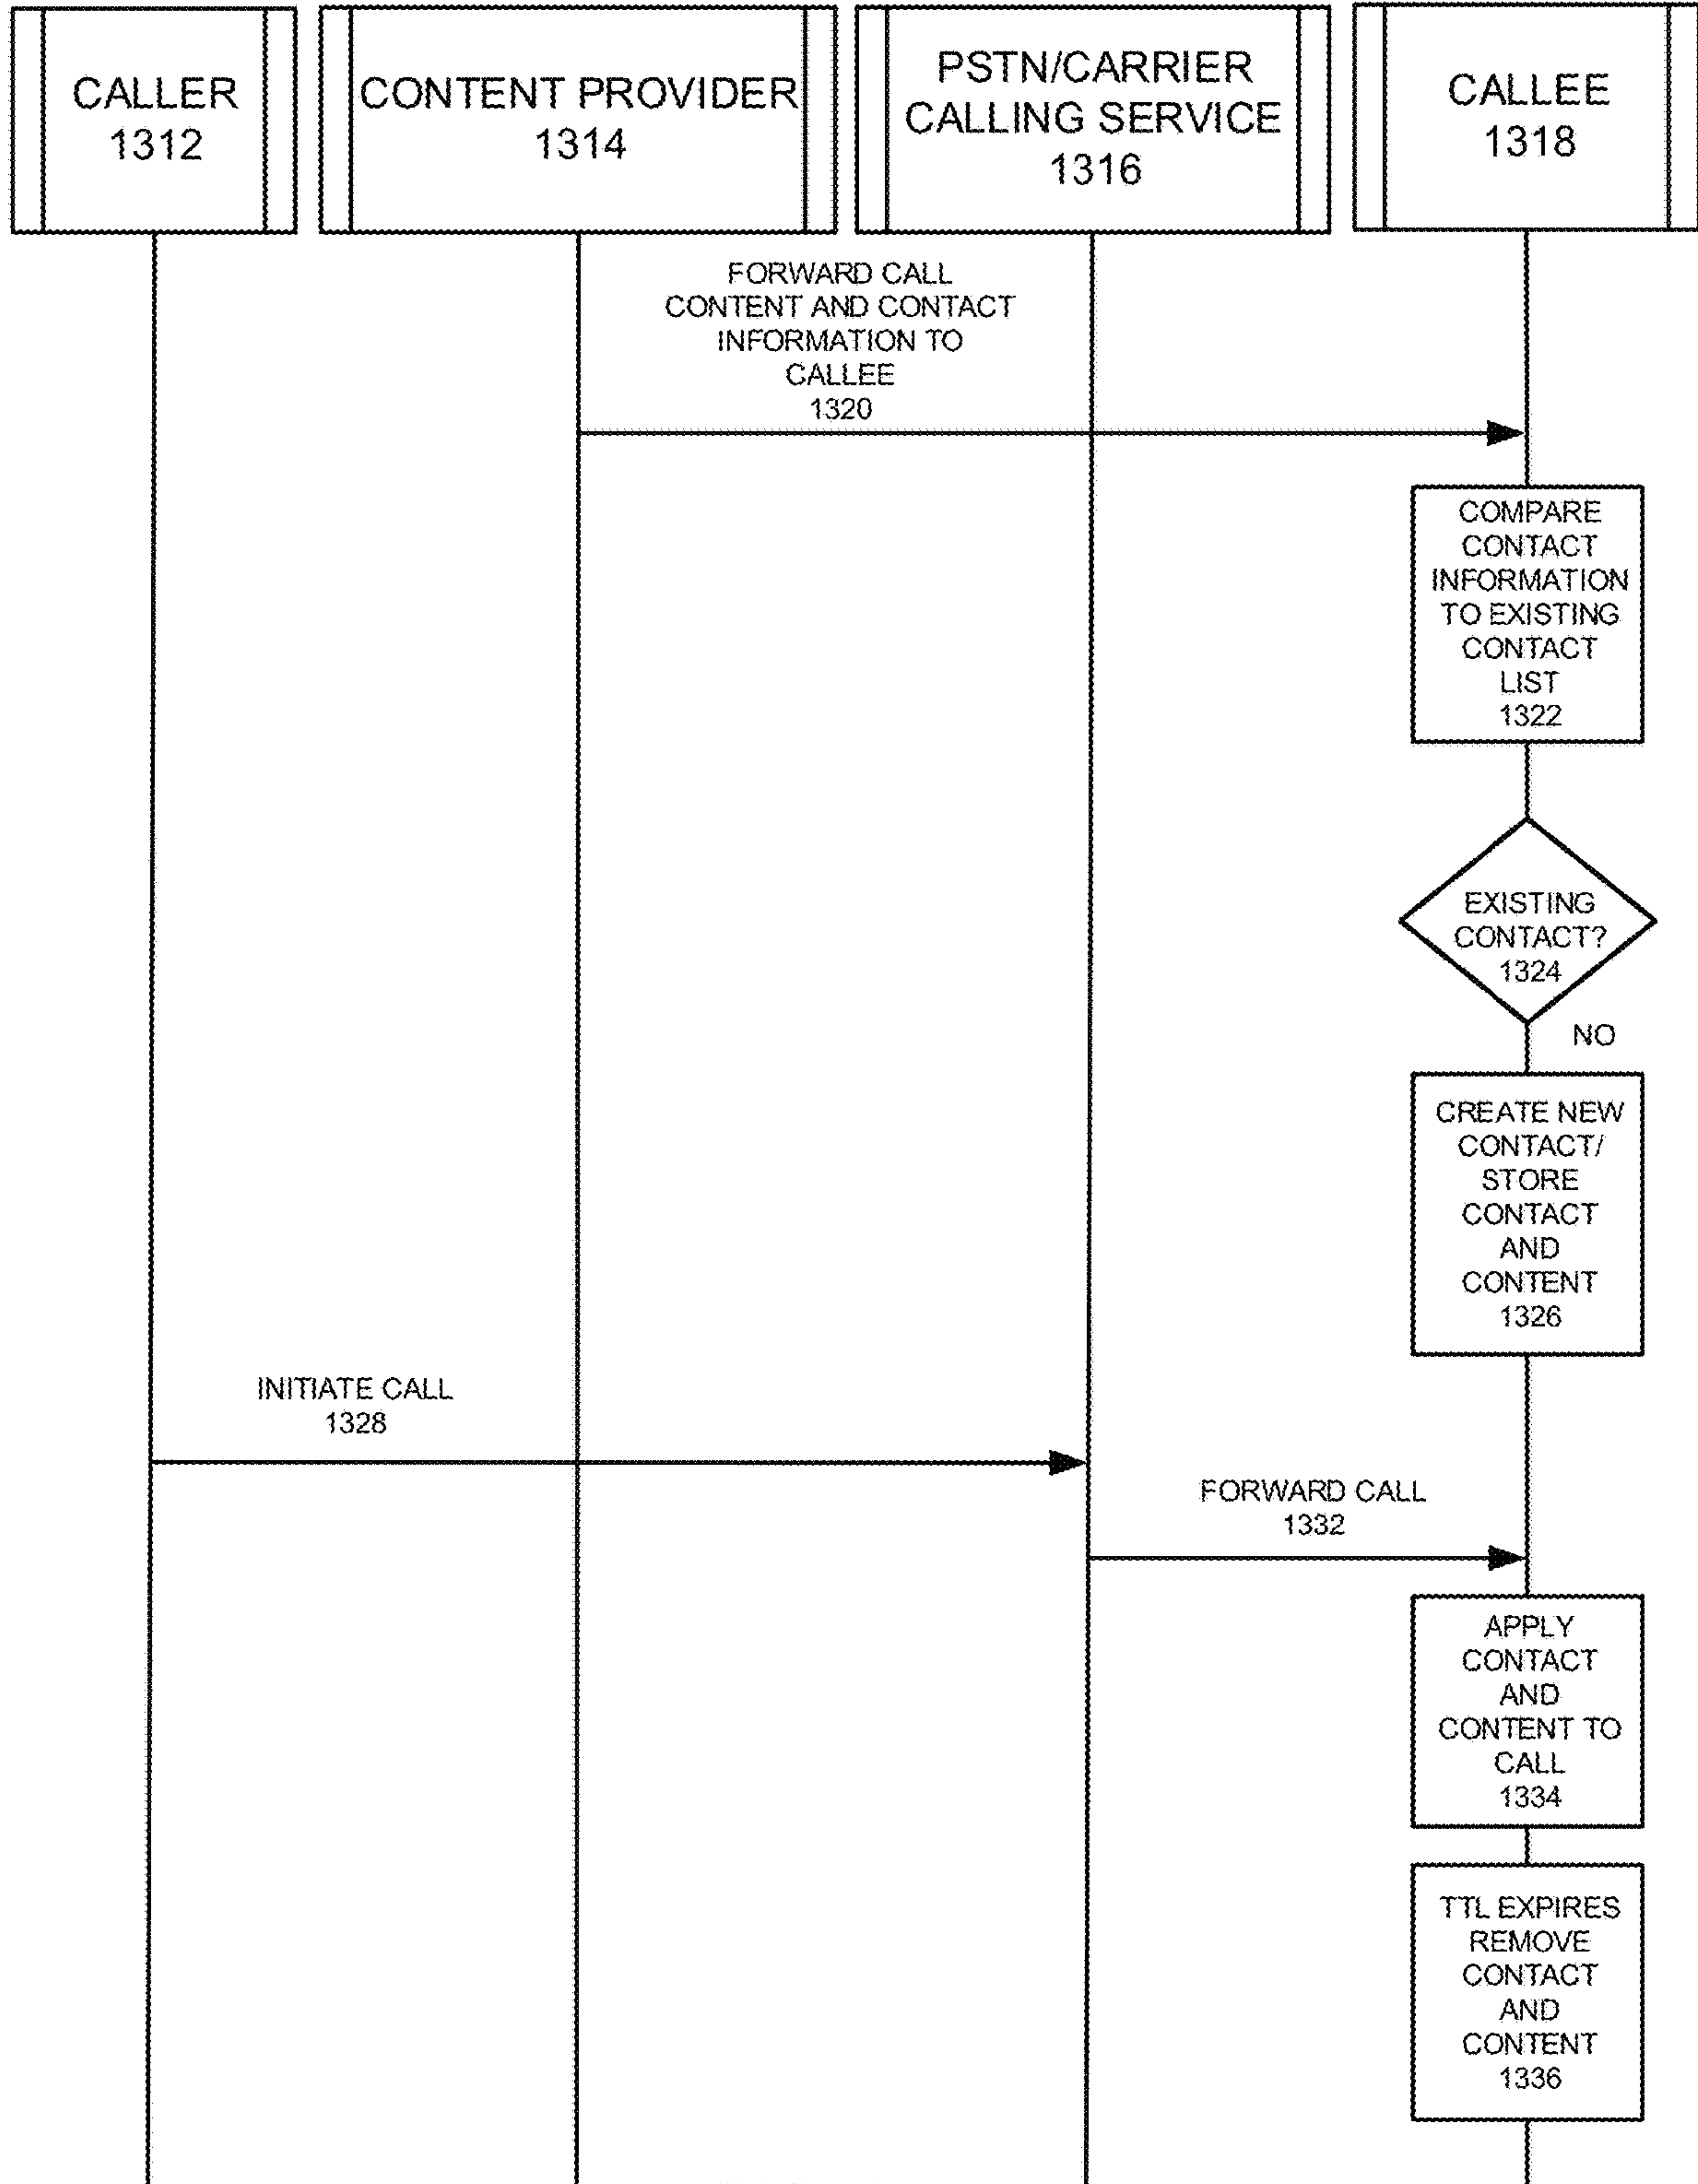 CALLER
1312
CONTENT PROVIDER
1314
PSTN/CARRIER
CALLING SERVICE
1316
CALLEE
1318
FORWARD CALL
CONTENT AND CONTACT
INFORMATION TO
CALLEE
1320
COMPARE
CONTACT
INFORMATION
TO EXISTING
CONTACT
LIST
1322
EXISTING
CONTACT?
1324
NO
CREATE NEW
CONTACT/
STORE
CONTACT
AND
CONTENT
1326
INITIATE CALL
1328
FORWARD CALL
1332
APPLY
CONTACT
AND
CONTENT TO
CALL
1334
TTL EXPIRES
REMOVE
CONTACT
AND
CONTENT
1336